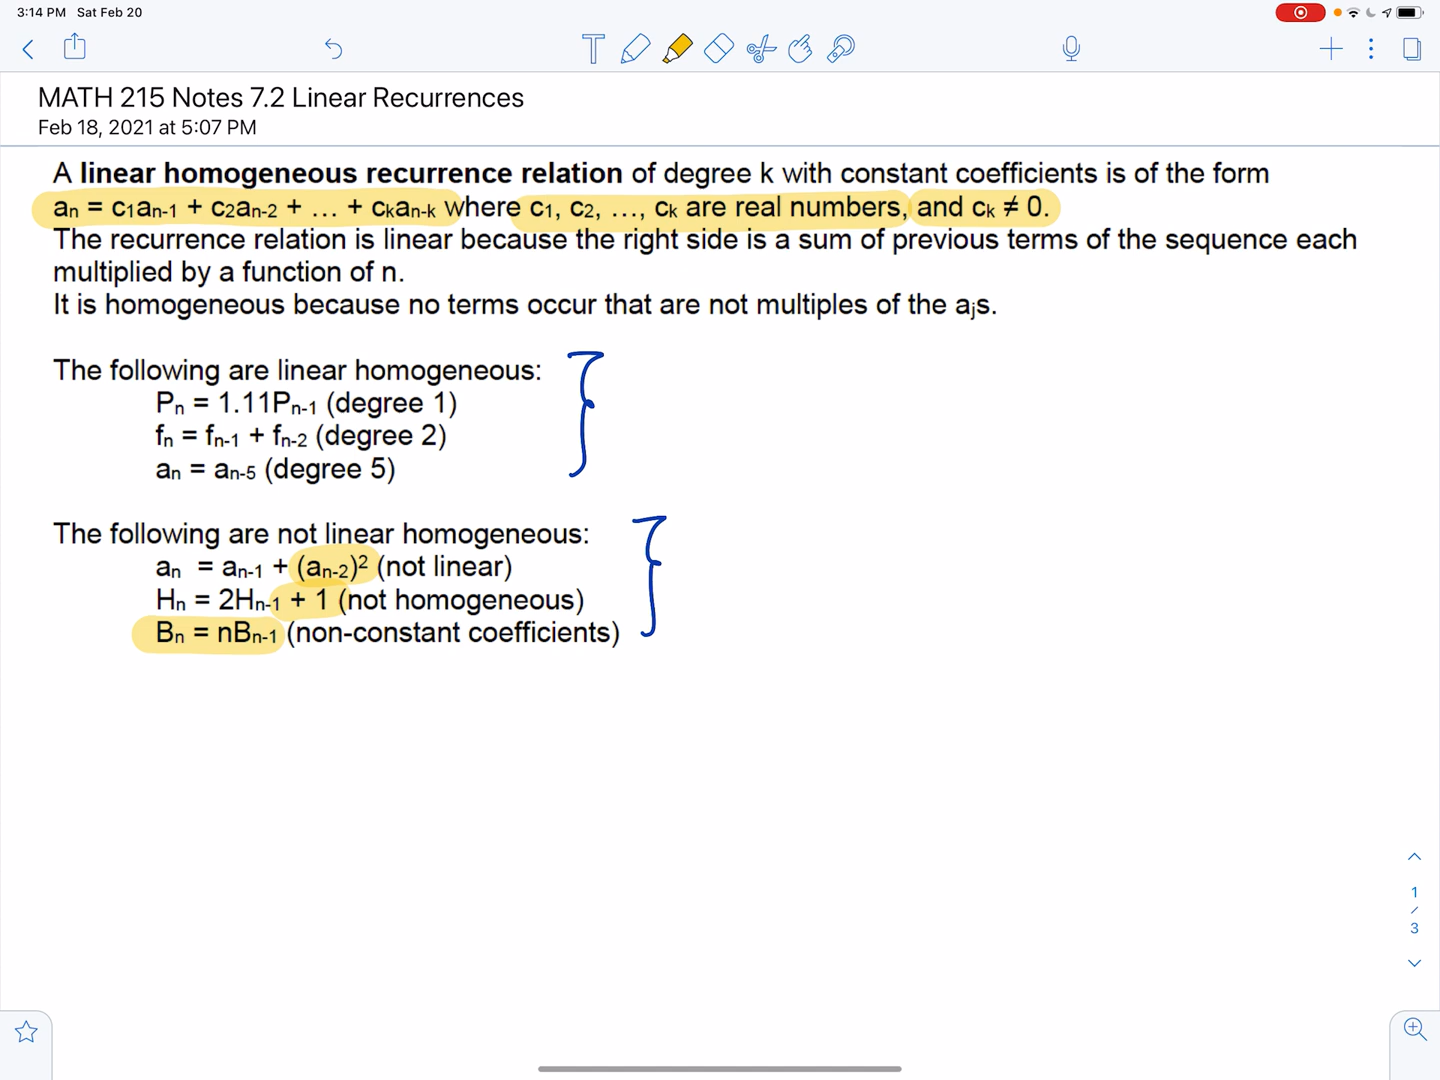 3:14 PM Sat Feb 20
MATH 215 Notes 7.2 Linear Recurrences
Feb 18, 2021 at 5:07 PM
A linear homogeneous recurrence relation of degree k with constant coefficients is of the form
aₙ = c₁aₙ₋₁ + c₂aₙ₋₂ + … + cₖaₙ₋ₖ where c₁, c₂, …, cₖ are real numbers, and cₖ ≠ 0.
The recurrence relation is linear because the right side is a sum of previous terms of the sequence each
multiplied by a function of n.
It is homogeneous because no terms occur that are not multiples of the aⱼs.
The following are linear homogeneous:
Pₙ = 1.11Pₙ₋₁ (degree 1)
fₙ = fₙ₋₁ + fₙ₋₂ (degree 2)
aₙ = aₙ₋₅ (degree 5)
The following are not linear homogeneous:
aₙ = aₙ₋₁ + (aₙ₋₂)² (not linear)
Hₙ = 2Hₙ₋₁ + 1 (not homogeneous)
Bₙ = nBₙ₋₁ (non-constant coefficients)
1
/
3